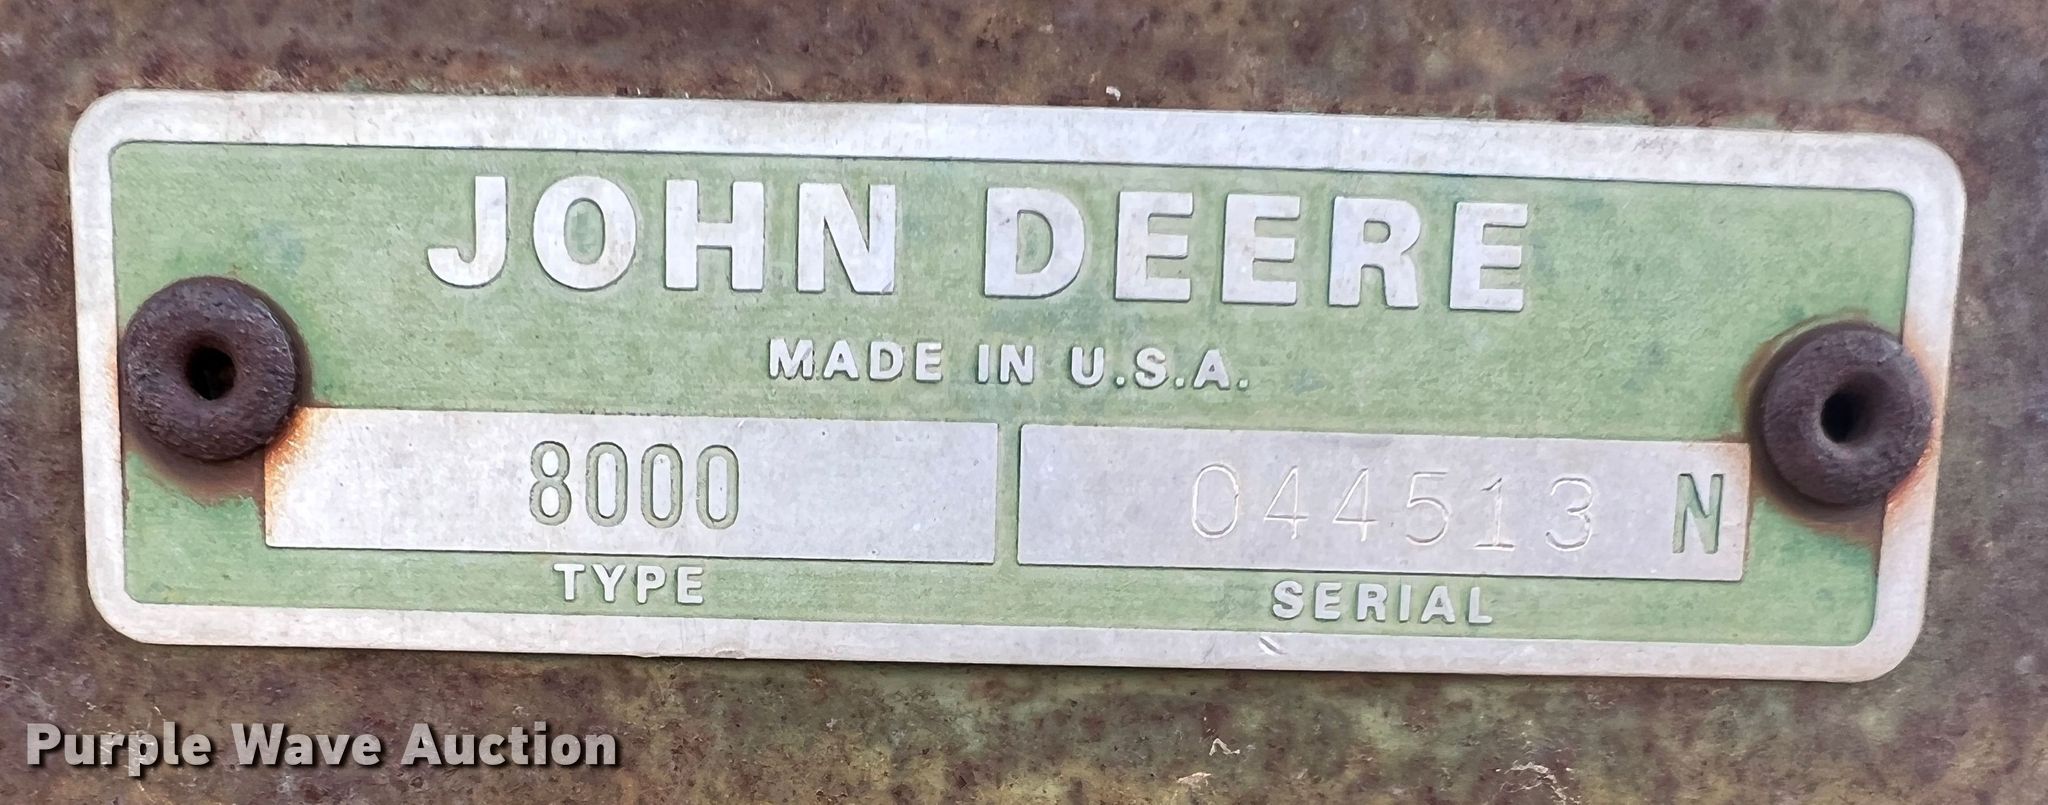 JOHN DEERE
MADE IN U.S.A.
8000
044513 N
TYPE
SERIAL
Purple Wave Auction